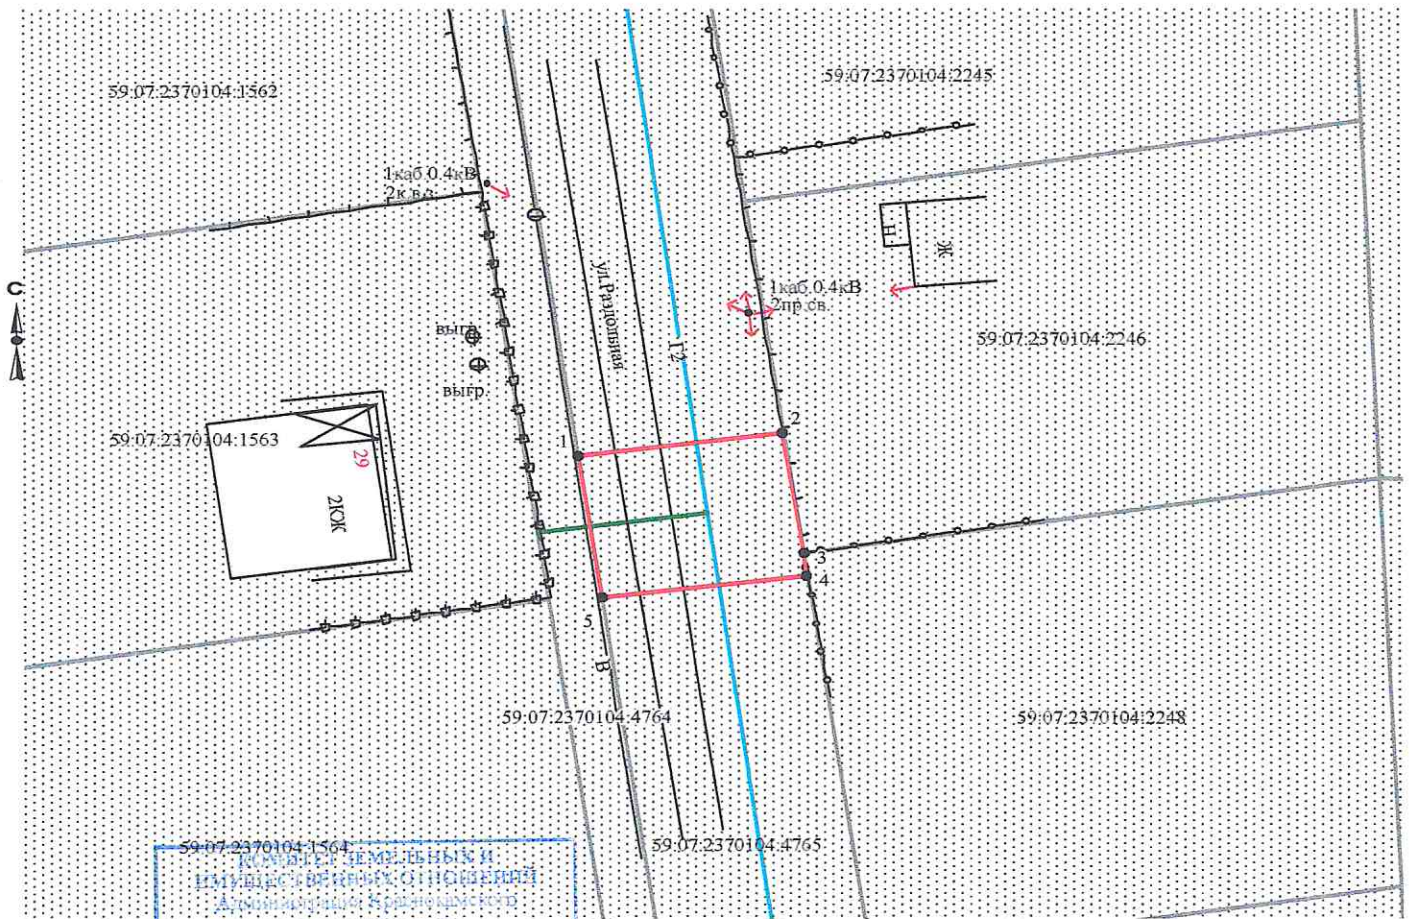 59:07:2370104:1562
59:07:2370104:2245
1каб.0.4кВ
2к.в.з.
С
ул.Раздольная
Н
Ж
1каб.0.4кВ
2пр.св.
выгр.
Г2
59:07:2370104:2246
выгр.
59:07:2370104:1563
29
2КЖ
1
2
3
4
5
В
59:07:2370104:4764
59:07:2370104:2248
59:07:2370104:1564
59:07:2370104:4765
КОМИТЕТ ЗЕМЕЛЬНЫХ И
ИМУЩЕСТВЕННЫХ ОТНОШЕНИЙ
Администрации Краснокамского